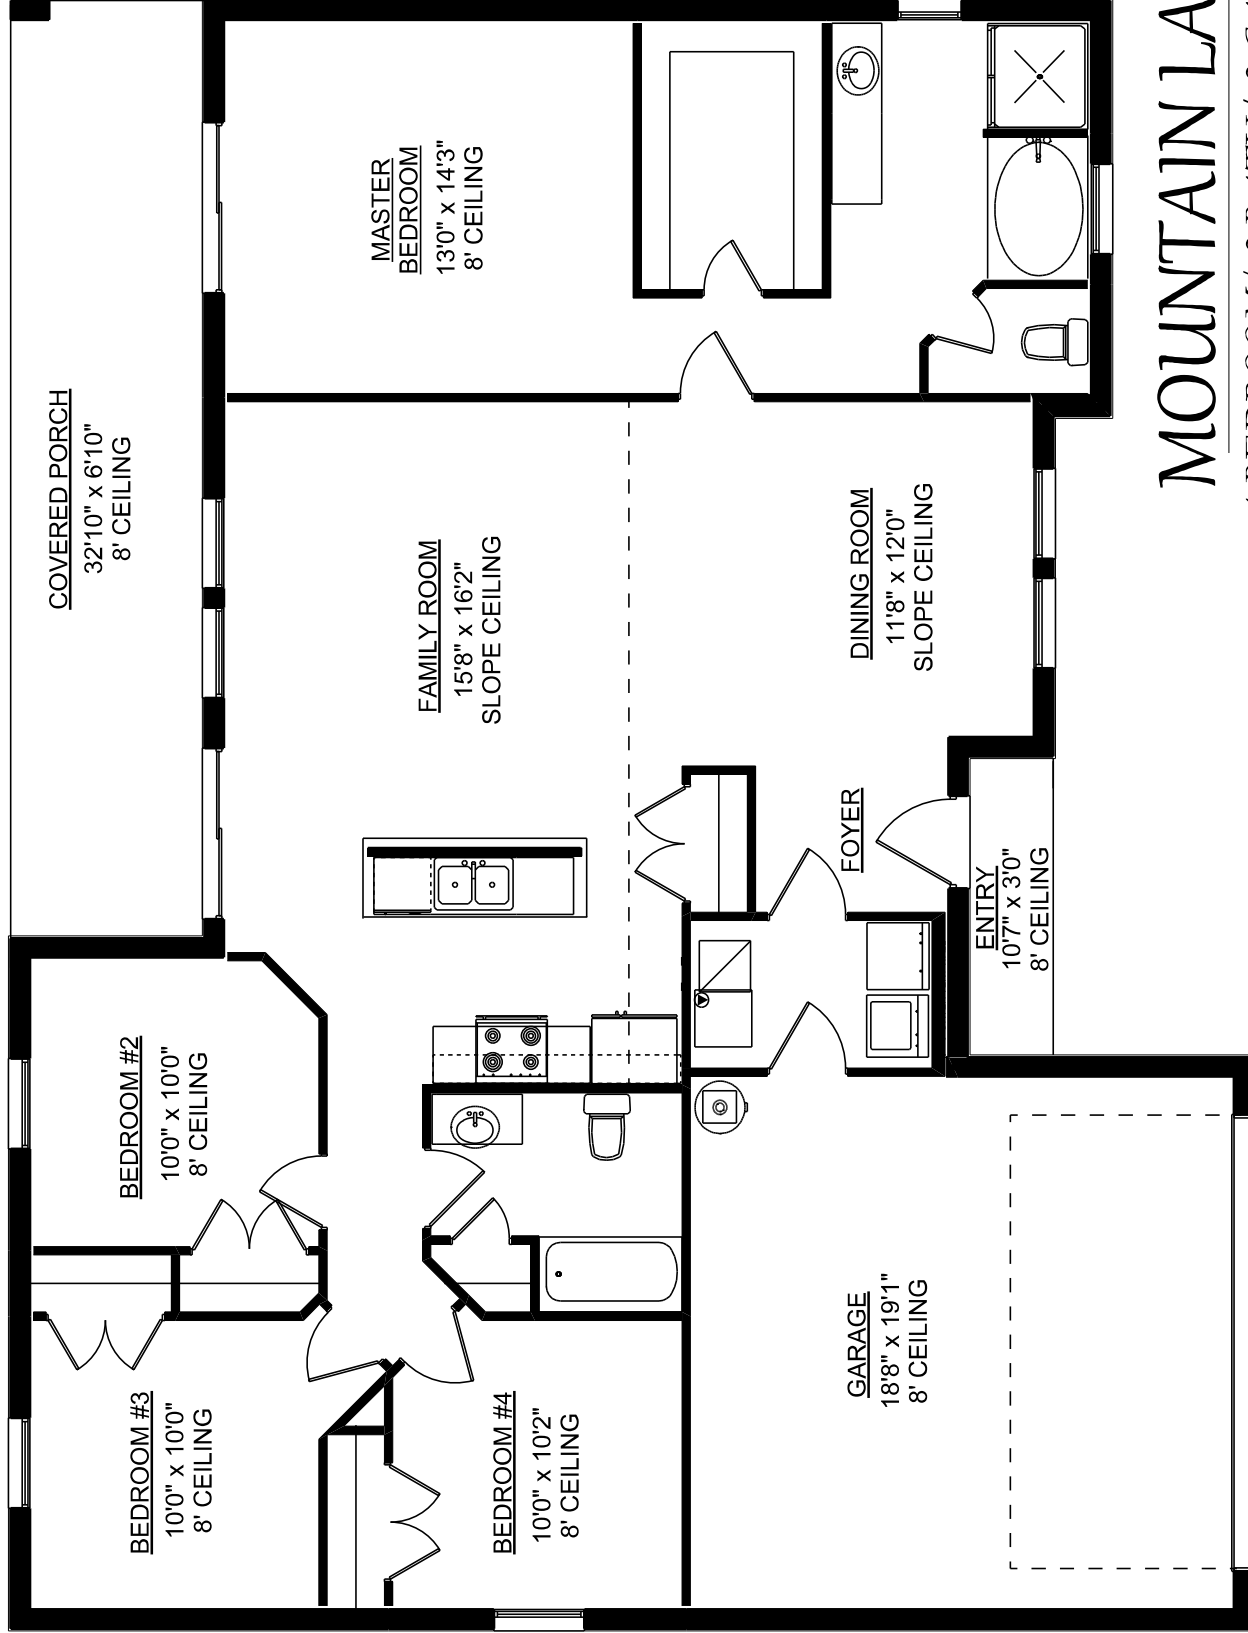 COVERED PORCH
32'10" x 6'10"
8' CEILING
MASTER
BEDROOM
13'0" x 14'3"
8' CEILING
FAMILY ROOM
15'8" x 16'2"
SLOPE CEILING
DINING ROOM
11'8" x 12'0"
SLOPE CEILING
FOYER
ENTRY
10'7" x 3'0"
8' CEILING
BEDROOM #2
10'0" x 10'0"
8' CEILING
BEDROOM #3
10'0" x 10'0"
8' CEILING
BEDROOM #4
10'0" x 10'2"
8' CEILING
GARAGE
18'8" x 19'1"
8' CEILING
MOUNTAIN LA